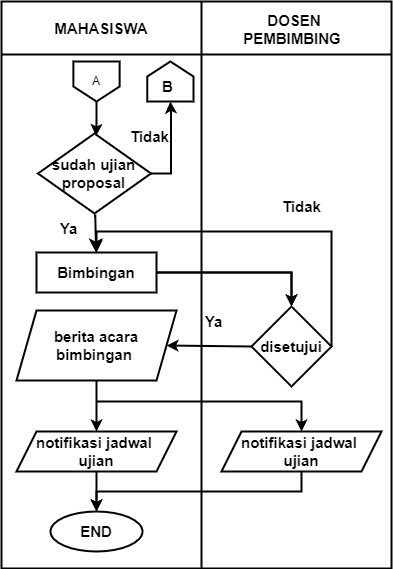 MAHASISWA
DOSEN
PEMBIMBING
A
B
Tidak
sudah ujian
proposal
Ya
Tidak
Bimbingan
Ya
berita acara
bimbingan
disetujui
notifikasi jadwal
ujian
notifikasi jadwal
ujian
END